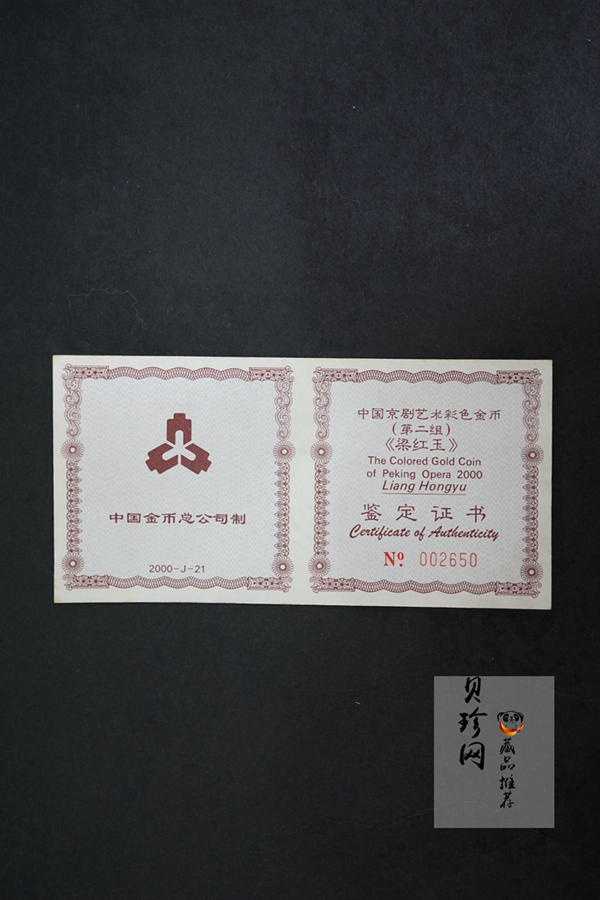 中国金币总公司制
2000-J-21
中国京剧艺术彩色金币
(第二组)
《梁红玉》
The Colored Gold Coin
of Peking Opera 2000
Liang Hongyu
鉴定证书
Certificate of Authenticity
Nº 002650
贝珍网
藏品推荐